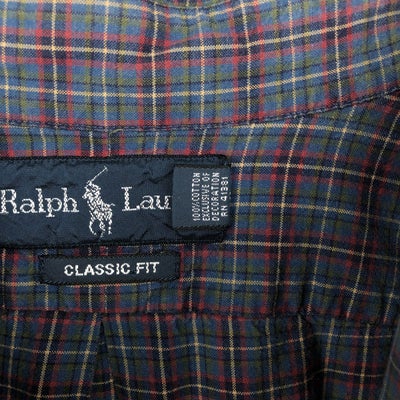 Ralph Lau
100% COTTON
EXCLUSIVE OF
DECORATION
RN 41381
CLASSIC FIT